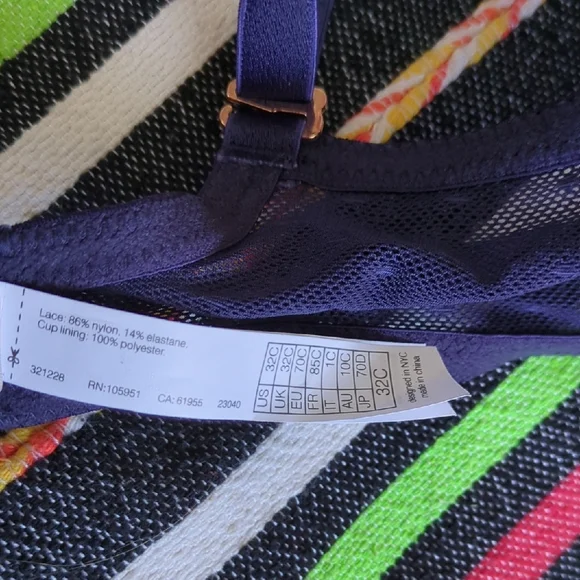 Lace: 86% nylon. 14% elastane.
Cup lining: 100% polyester.
321228 RN:105951 CA: 61955 23040
US 32C
UK 32C
EU 70C
FR 85C
IT 1C
AU 10C
JP 70D
32C
designed in NYC
made in china